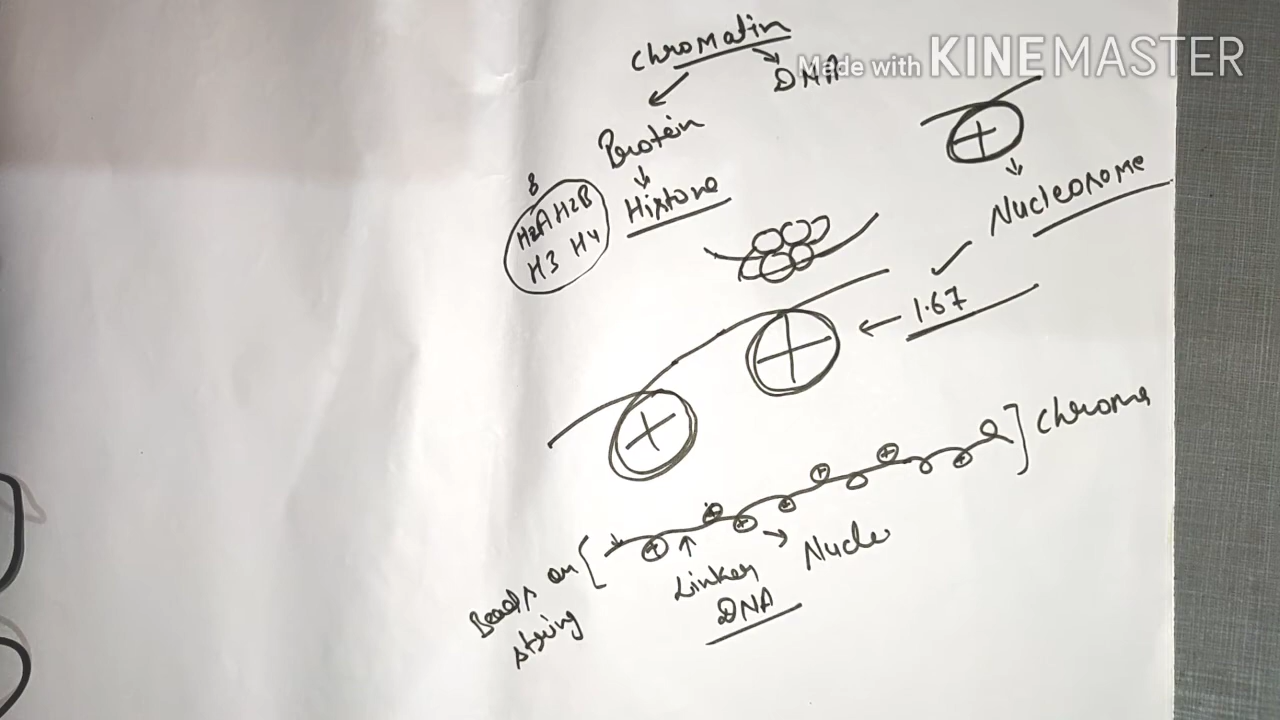 chromatin
Made with KINEMASTER
DNA
Protein
Histone
8
H2A H2B
H3 H4
Nucleosome
1.67
Chroma
Nucleo
Linker
DNA
Beads on
string